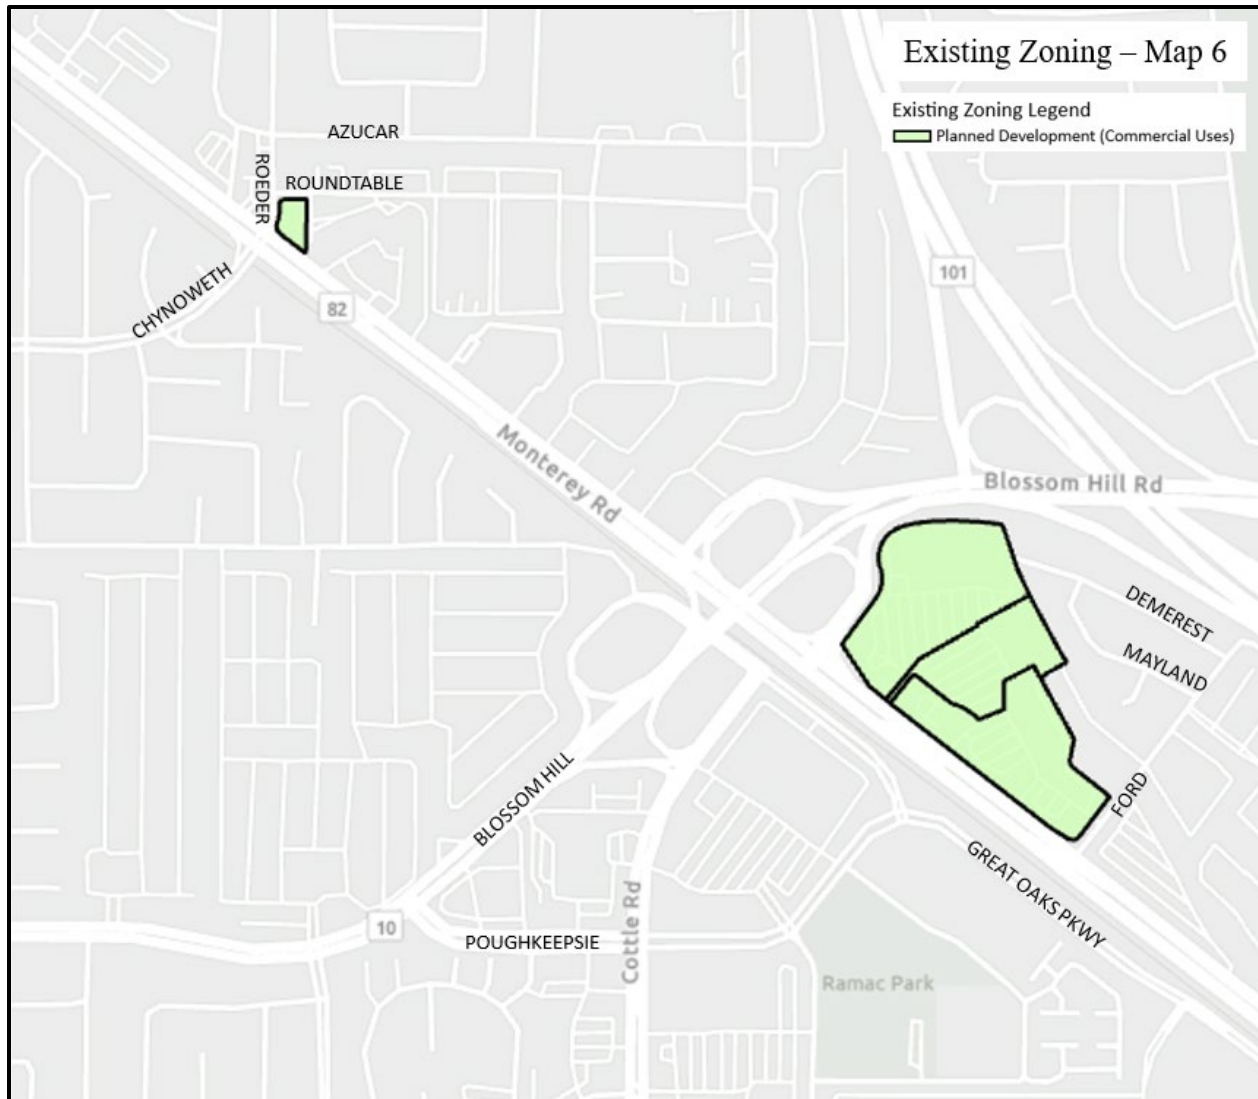 Existing Zoning – Map 6
Existing Zoning Legend
Planned Development (Commercial Uses)
AZUCAR
ROEDER
ROUNDTABLE
CHYNOWETH
82
101
Monterey Rd
Blossom Hill Rd
DEMEREST
MAYLAND
FORD
BLOSSOM HILL
GREAT OAKS PKWY
10
POUGHKEEPSIE
Cottle Rd
Ramac Park